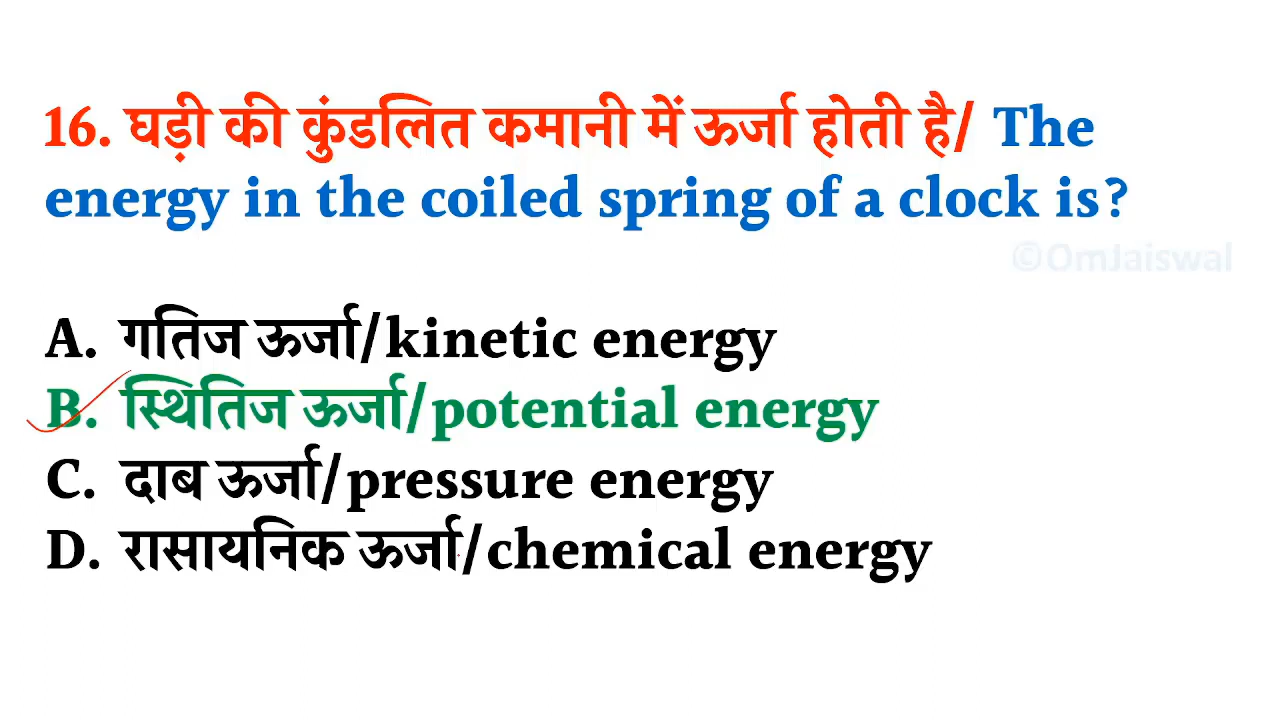 16. घड़ी की कुंडलित कमानी में ऊर्जा होती है/ The
energy in the coiled spring of a clock is?
©OmJaiswal
A. गतिज ऊर्जा/kinetic energy
B. स्थितिज ऊर्जा/potential energy
C. दाब ऊर्जा/pressure energy
D. रासायनिक ऊर्जा/chemical energy